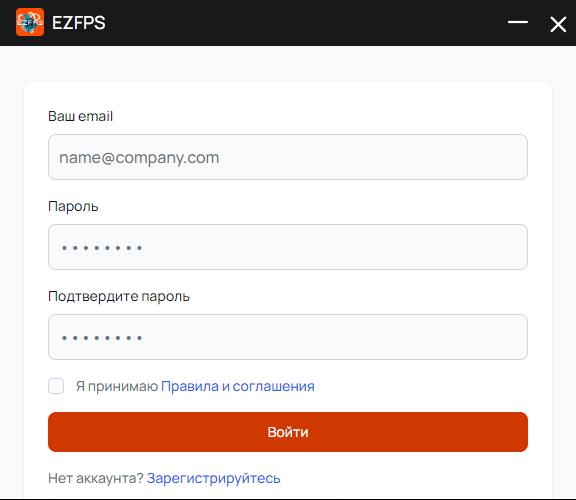 EZFPS
EZFPS
Ваш email
name@company.com
Пароль
••••••••
Подтвердите пароль
••••••••
Я принимаю Правила и соглашения
Войти
Нет аккаунта? Зарегистрируйтесь